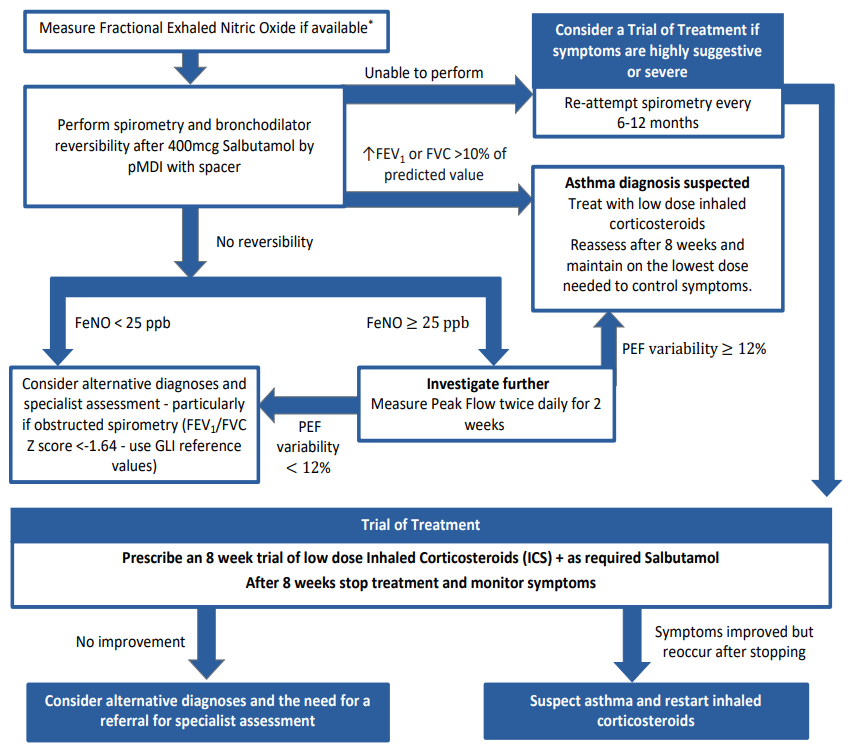 Measure Fractional Exhaled Nitric Oxide if available*
Consider a Trial of Treatment if
symptoms are highly suggestive
or severe
Re-attempt spirometry every
6-12 months
Unable to perform
Perform spirometry and bronchodilator
reversibility after 400mcg Salbutamol by
pMDI with spacer
↑FEV₁ or FVC >10% of
predicted value
Asthma diagnosis suspected
Treat with low dose inhaled
corticosteroids
Reassess after 8 weeks and
maintain on the lowest dose
needed to control symptoms.
No reversibility
FeNO < 25 ppb
FeNO ≥ 25 ppb
PEF variability ≥ 12%
Consider alternative diagnoses and
specialist assessment - particularly
if obstructed spirometry (FEV₁/FVC
Z score <-1.64 - use GLI reference
values)
PEF
variability
< 12%
Investigate further
Measure Peak Flow twice daily for 2
weeks
Trial of Treatment
Prescribe an 8 week trial of low dose Inhaled Corticosteroids (ICS) + as required Salbutamol
After 8 weeks stop treatment and monitor symptoms
No improvement
Symptoms improved but
reoccur after stopping
Consider alternative diagnoses and the need for a
referral for specialist assessment
Suspect asthma and restart inhaled
corticosteroids